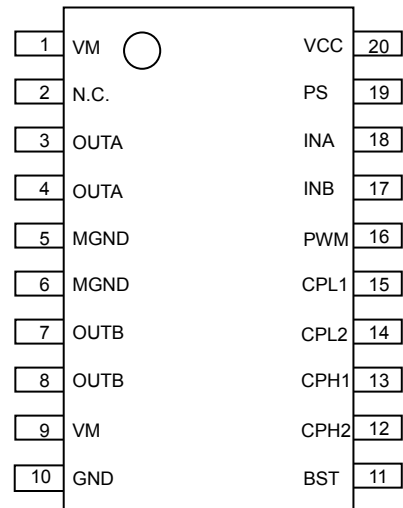 1 VM VCC 20
2 N.C. PS 19
3 OUTA INA 18
4 OUTA INB 17
5 MGND PWM 16
6 MGND CPL1 15
7 OUTB CPL2 14
8 OUTB CPH1 13
9 VM CPH2 12
10 GND BST 11